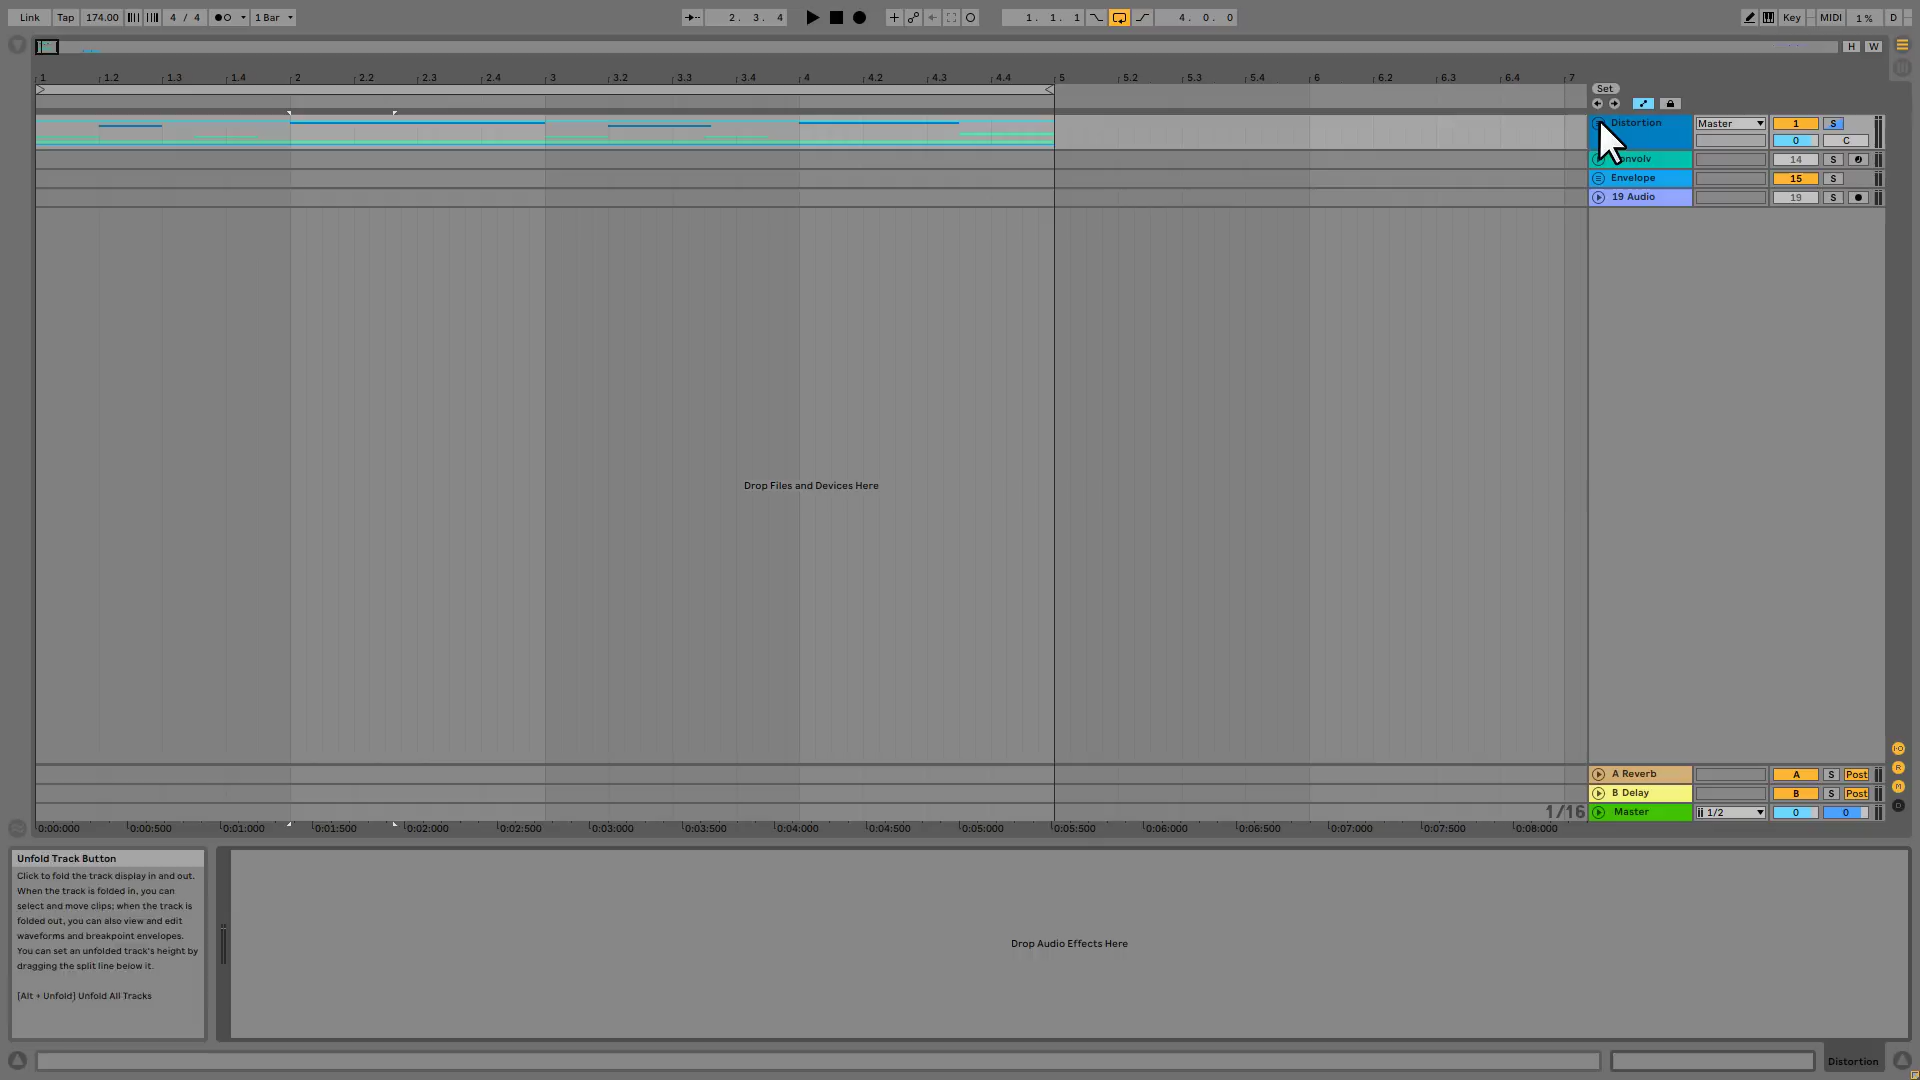 Link Tap 174.00 4 / 4 1 Bar 2. 3. 4 1. 1. 1 4. 0. 0 Key MIDI 1 % D
H W
1 1.2 1.3 1.4 2 2.2 2.3 2.4 3 3.2 3.3 3.4 4 4.2 4.3 4.4 5 5.2 5.3 5.4 6 6.2 6.3 6.4 7
Set
Distortion Master 1 S
0 C
onvolv 14 S
Envelope 15 S
19 Audio 19 S
Drop Files and Devices Here
A Reverb A S Post
B Delay B S Post
1/16 Master 1/2 0 0
0:00:000 0:00:500 0:01:000 0:01:500 0:02:000 0:02:500 0:03:000 0:03:500 0:04:000 0:04:500 0:05:000 0:05:500 0:06:000 0:06:500 0:07:000 0:07:500 0:08:000
I·O
R
M
D
Unfold Track Button
Click to fold the track display in and out.
When the track is folded in, you can
select and move clips; when the track is
folded out, you can also view and edit
waveforms and breakpoint envelopes.
You can set an unfolded track's height by
dragging the split line below it.
[Alt + Unfold] Unfold All Tracks
Drop Audio Effects Here
Distortion